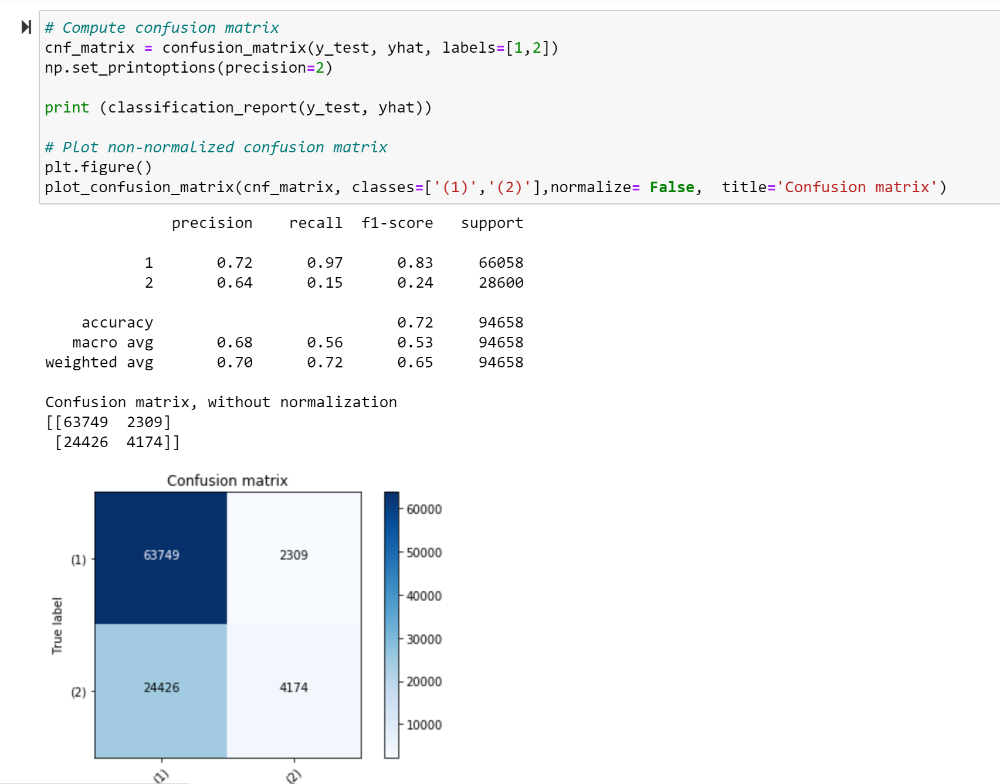 # Compute confusion matrix
cnf_matrix = confusion_matrix(y_test, yhat, labels=[1,2])
np.set_printoptions(precision=2)
print (classification_report(y_test, yhat))
# Plot non-normalized confusion matrix
plt.figure()
plot_confusion_matrix(cnf_matrix, classes=['(1)','(2)'],normalize= False,  title='Confusion matrix')
precision recall f1-score support
1 0.72 0.97 0.83 66058
2 0.64 0.15 0.24 28600
accuracy 0.72 94658
macro avg 0.68 0.56 0.53 94658
weighted avg 0.70 0.72 0.65 94658
Confusion matrix, without normalization
[[63749  2309]
[24426  4174]]
Confusion matrix
60000
50000
40000
30000
20000
10000
True label
(1)
63749 2309
(2)
24426 4174
(1) (2)